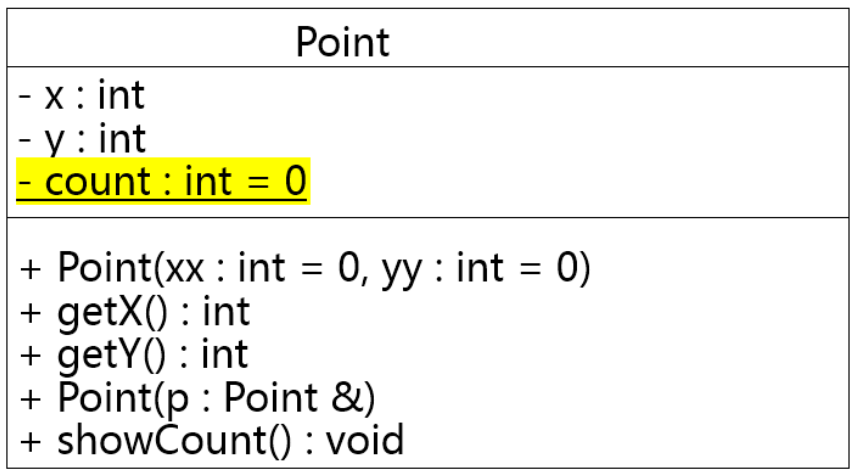 Point
- x : int
- y : int
- count : int = 0
+ Point(xx : int = 0, yy : int = 0)
+ getX() : int
+ getY() : int
+ Point(p : Point &)
+ showCount() : void